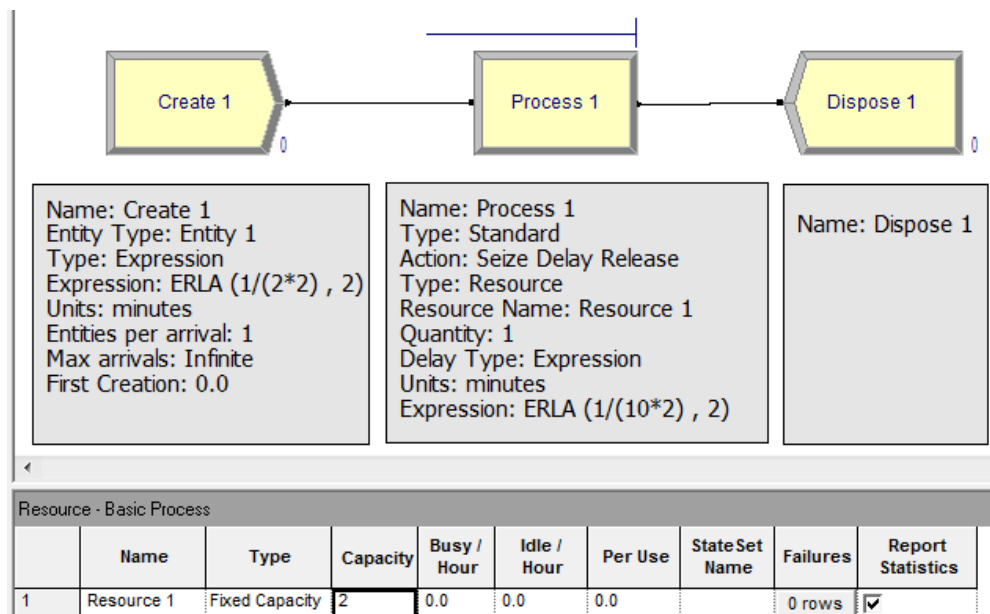 Create 1
Process 1
Dispose 1
0
0
Name: Create 1
Entity Type: Entity 1
Type: Expression
Expression: ERLA (1/(2*2) , 2)
Units: minutes
Entities per arrival: 1
Max arrivals: Infinite
First Creation: 0.0
Name: Process 1
Type: Standard
Action: Seize Delay Release
Type: Resource
Resource Name: Resource 1
Quantity: 1
Delay Type: Expression
Units: minutes
Expression: ERLA (1/(10*2) , 2)
Name: Dispose 1
Resource - Basic Process
Name Type Capacity Busy / Hour Idle / Hour Per Use StateSet Name Failures Report Statistics
1 Resource 1 Fixed Capacity 2 0.0 0.0 0.0 0 rows